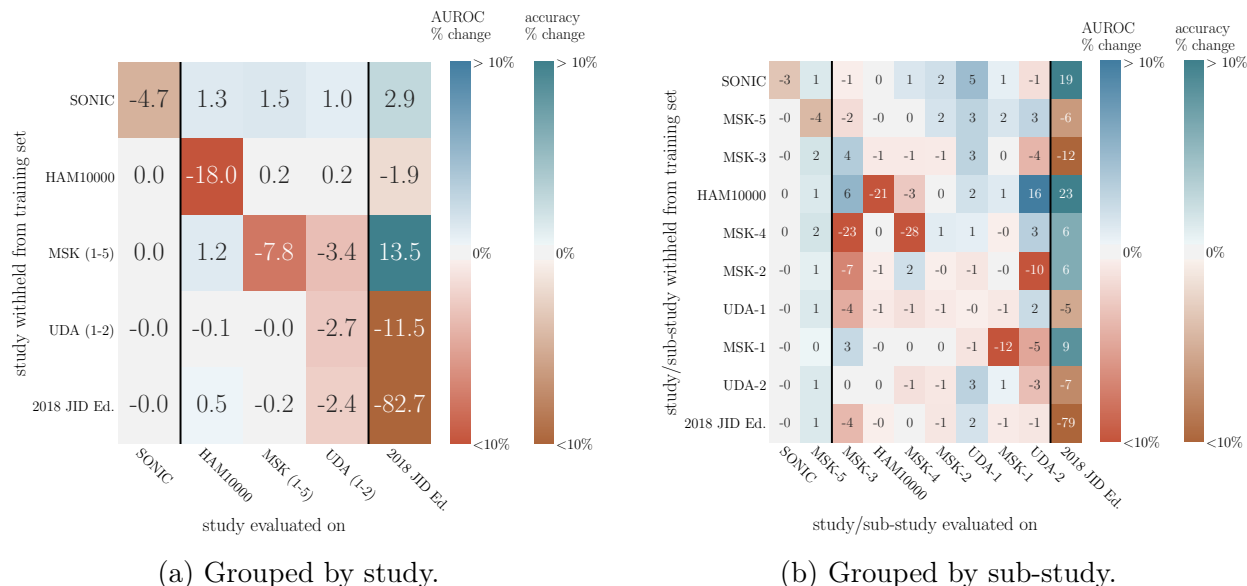 AUROC
% change
accuracy
% change
> 10%
> 10%
0%
0%
<10%
<10%
study withheld from training set
SONIC -4.7 1.3 1.5 1.0 2.9
HAM10000 0.0 -18.0 0.2 0.2 -1.9
MSK (1-5) 0.0 1.2 -7.8 -3.4 13.5
UDA (1-2) -0.0 -0.1 -0.0 -2.7 -11.5
2018 JID Ed. -0.0 0.5 -0.2 -2.4 -82.7
SONIC HAM10000 MSK (1-5) UDA (1-2) 2018 JID Ed.
study evaluated on
(a) Grouped by study.
AUROC
% change
accuracy
% change
> 10%
> 10%
0%
0%
<10%
<10%
study/sub-study withheld from training set
SONIC -3 1 -1 0 1 2 5 1 -1 19
MSK-5 -0 -4 -2 -0 -0 2 3 2 3 -6
MSK-3 -0 2 4 -1 -1 -1 3 0 -4 -12
HAM10000 0 1 6 -21 -3 0 2 1 16 23
MSK-4 0 2 -23 0 -28 1 1 -0 3 6
MSK-2 -0 1 -7 -1 2 -0 -1 -0 -10 6
UDA-1 -0 1 -4 -1 -1 -1 -0 -1 2 -5
MSK-1 -0 0 3 -0 0 0 -1 -12 -5 9
UDA-2 -0 1 0 0 -1 -1 3 1 -3 -7
2018 JID Ed. -0 1 -4 -0 0 -1 2 -1 -1 -79
SONIC MSK-5 MSK-3 HAM10000 MSK-4 MSK-2 UDA-1 MSK-1 UDA-2 2018 JID Ed.
study/sub-study evaluated on
(b) Grouped by sub-study.